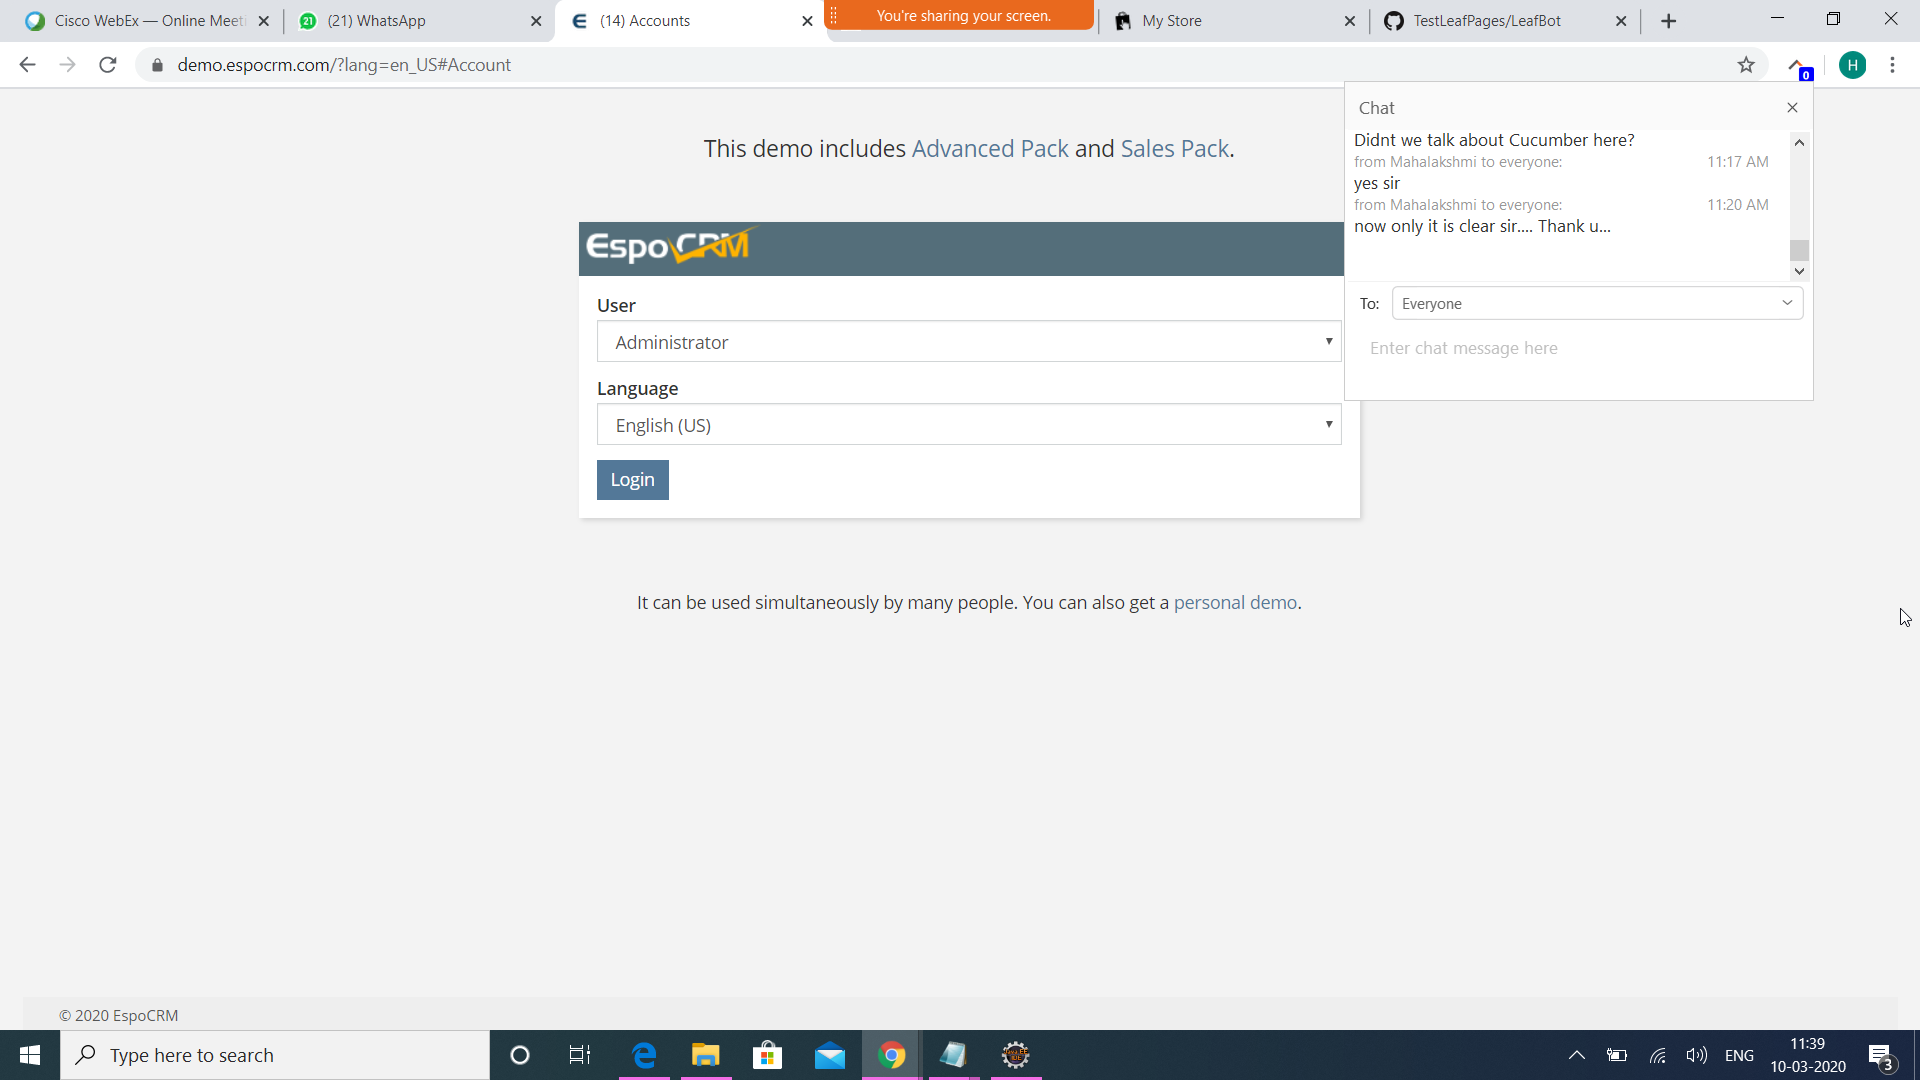 Cisco WebEx — Online Meeti
(21) WhatsApp
(14) Accounts
You're sharing your screen.
My Store
TestLeafPages/LeafBot
demo.espocrm.com/?lang=en_US#Account
0
H
Chat
Didnt we talk about Cucumber here?
from Mahalakshmi to everyone: 11:17 AM
yes sir
from Mahalakshmi to everyone: 11:20 AM
now only it is clear sir.... Thank u...
To: Everyone
Enter chat message here
This demo includes Advanced Pack and Sales Pack.
EspoCRM
User
Administrator
Language
English (US)
Login
It can be used simultaneously by many people. You can also get a personal demo.
© 2020 EspoCRM
Type here to search
ENG
11:39
10-03-2020
3